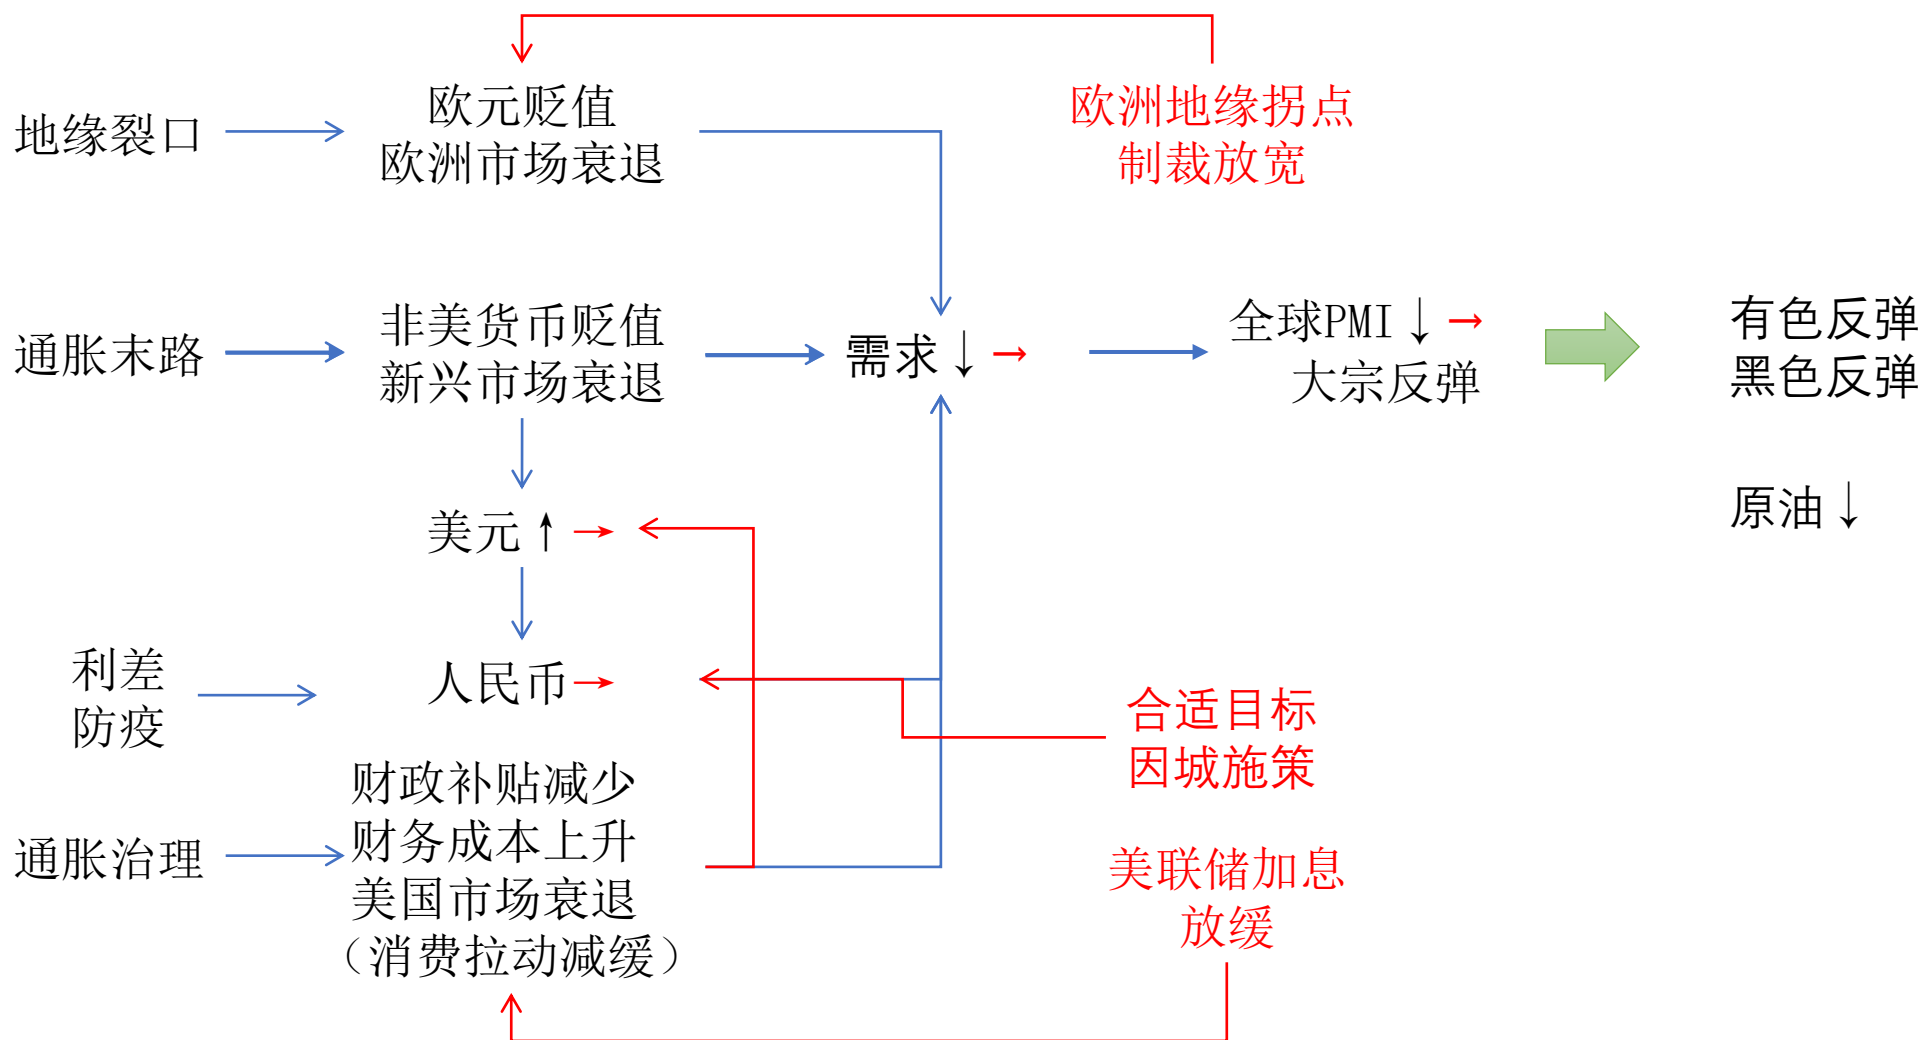 地缘裂口
欧元贬值
欧洲市场衰退
欧洲地缘拐点
制裁放宽
通胀末路
非美货币贬值
新兴市场衰退
需求↓→
全球PMI↓→
大宗反弹
有色反弹
黑色反弹
原油↓
美元↑→
利差
防疫
人民币→
合适目标
因城施策
通胀治理
财政补贴减少
财务成本上升
美国市场衰退
（消费拉动减缓）
美联储加息
放缓